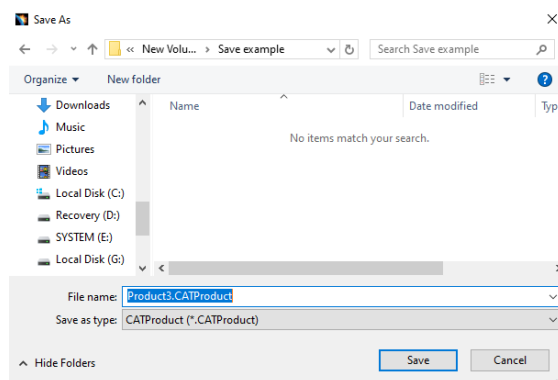 Save As
« New Volu... › Save example
Search Save example
Organize
New folder
Downloads
Music
Pictures
Videos
Local Disk (C:)
Recovery (D:)
SYSTEM (E:)
Local Disk (G:)
Name
Date modified
Typ
No items match your search.
File name: Product3.CATProduct
Save as type: CATProduct (*.CATProduct)
Hide Folders
Save
Cancel